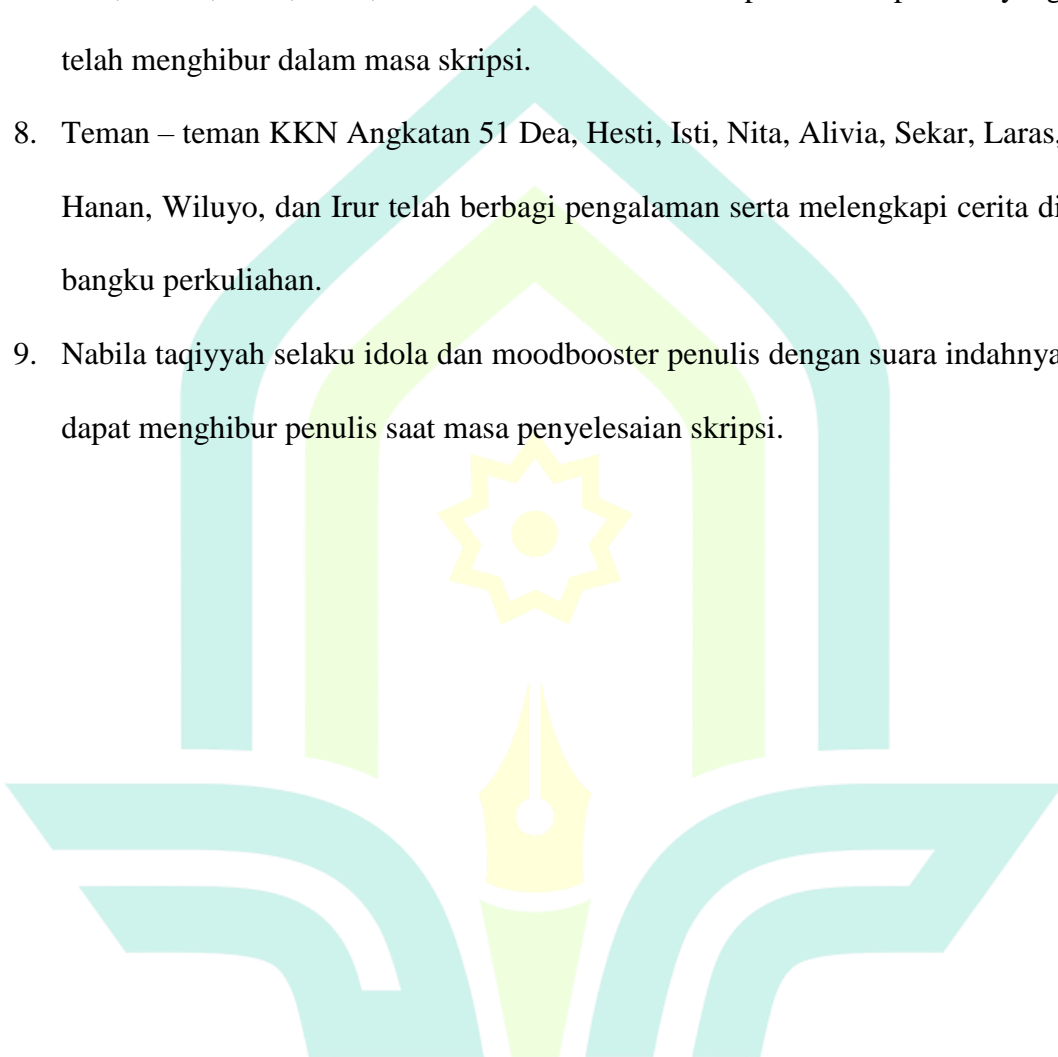 telah menghibur dalam masa skripsi.
8. Teman – teman KKN Angkatan 51 Dea, Hesti, Isti, Nita, Alivia, Sekar, Laras,
Hanan, Wiluyo, dan Irur telah berbagi pengalaman serta melengkapi cerita di
bangku perkuliahan.
9. Nabila taqiyyah selaku idola dan moodbooster penulis dengan suara indahnya
dapat menghibur penulis saat masa penyelesaian skripsi.